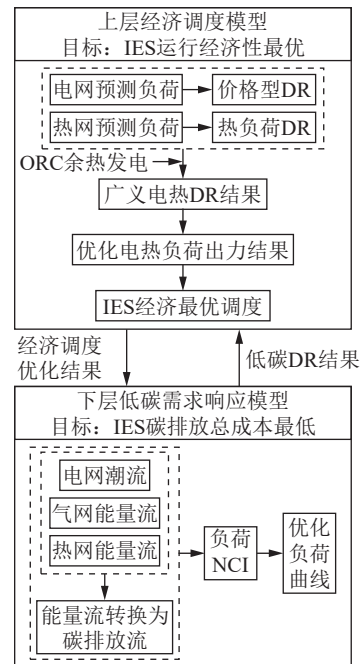 上层经济调度模型
目标：IES运行经济性最优
电网预测负荷
价格型DR
热网预测负荷
热负荷DR
ORC余热发电
广义电热DR结果
优化电热负荷出力结果
IES经济最优调度
经济调度
优化结果
低碳DR结果
下层低碳需求响应模型
目标：IES碳排放总成本最低
电网潮流
气网能量流
热网能量流
能量流转换为
碳排放流
负荷
NCI
优化
负荷
曲线